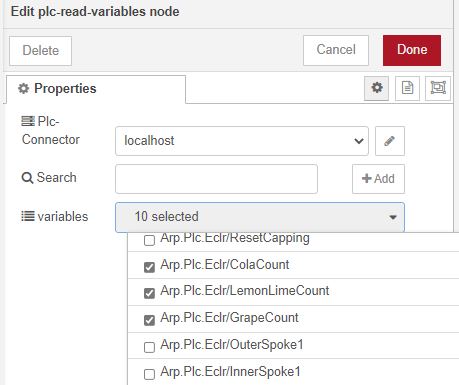 Edit plc-read-variables node
Delete
Cancel
Done
Properties
Plc-
Connector
localhost
Search
Add
variables
10 selected
Arp.Plc.Eclr/ResetCapping
Arp.Plc.Eclr/ColaCount
Arp.Plc.Eclr/LemonLimeCount
Arp.Plc.Eclr/GrapeCount
Arp.Plc.Eclr/OuterSpoke1
Arp.Plc.Eclr/InnerSpoke1